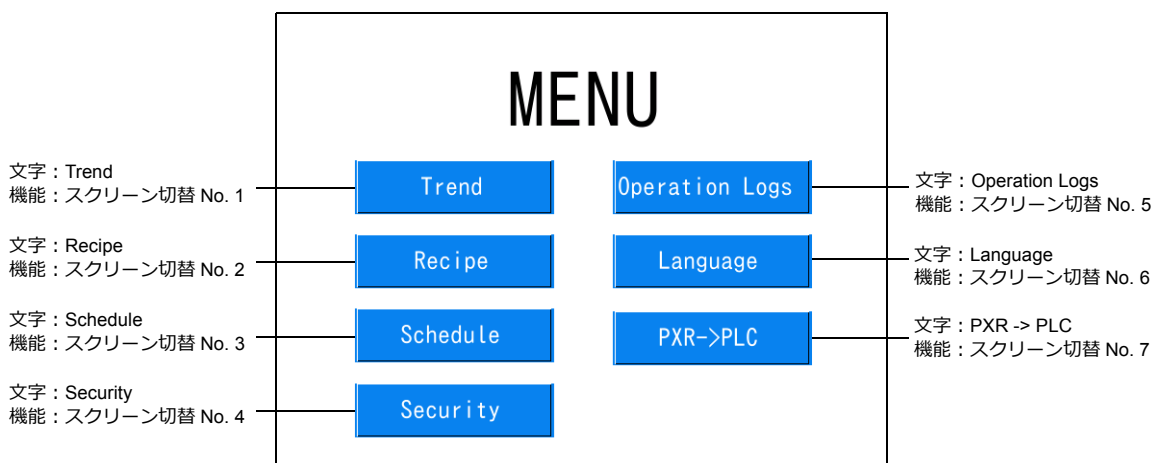 MENU
文字：Trend
機能：スクリーン切替 No. 1
Trend
Operation Logs
文字：Operation Logs
機能：スクリーン切替 No. 5
文字：Recipe
機能：スクリーン切替 No. 2
Recipe
Language
文字：Language
機能：スクリーン切替 No. 6
文字：Schedule
機能：スクリーン切替 No. 3
Schedule
PXR->PLC
文字：PXR -> PLC
機能：スクリーン切替 No. 7
文字：Security
機能：スクリーン切替 No. 4
Security